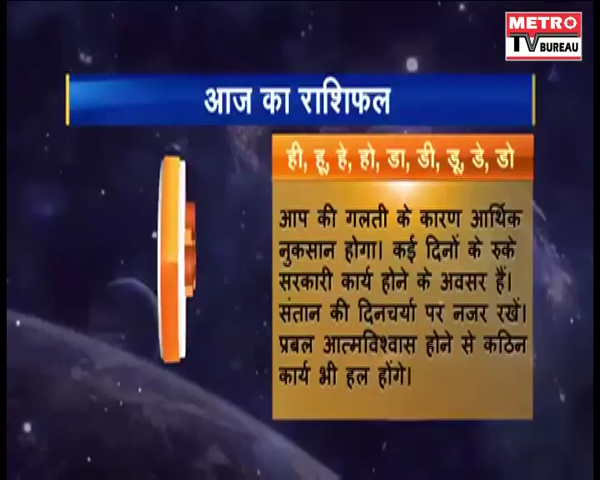 METRO
TV BUREAU
आज का राशिफल
ही, हू, हे, हो, डा, डी, डू, डे, डो
आप की गलती के कारण आर्थिक
नुकसान होगा। कई दिनों के रुके
सरकारी कार्य होने के अवसर हैं।
संतान की दिनचर्या पर नजर रखें।
प्रबल आत्मविश्वास होने से कठिन
कार्य भी हल होंगे।